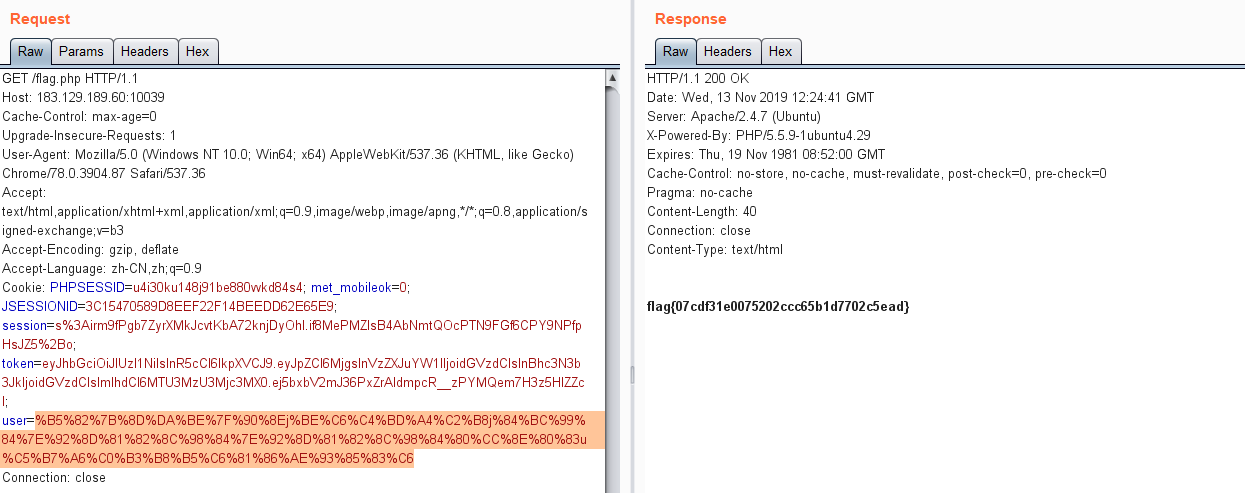 Request
Raw Params Headers Hex
GET /flag.php HTTP/1.1
Host: 183.129.189.60:10039
Cache-Control: max-age=0
Upgrade-Insecure-Requests: 1
User-Agent: Mozilla/5.0 (Windows NT 10.0; Win64; x64) AppleWebKit/537.36 (KHTML, like Gecko)
Chrome/78.0.3904.87 Safari/537.36
Accept:
text/html,application/xhtml+xml,application/xml;q=0.9,image/webp,image/apng,*/*;q=0.8,application/s
igned-exchange;v=b3
Accept-Encoding: gzip, deflate
Accept-Language: zh-CN,zh;q=0.9
Cookie: PHPSESSID=u4i30ku148j91be880wkd84s4; met_mobileok=0;
JSESSIONID=3C15470589D8EEF22F14BEEDD62E65E9;
session=s%3Airm9fPgb7ZyrXMkJcvtKbA72knjDyOhI.if8MePMZIsB4AbNmtQOcPTN9FGf6CPY9NPfp
HsJZ5%2Bo;
token=eyJhbGciOiJIUzI1NiIsInR5cCI6IkpXVCJ9.eyJpZCI6MjgsInVzZXJuYW1lIjoidGVzdCIsInBhc3N3b
3JkIjoidGVzdCIsImlhdCI6MTU3MzU3Mjc3MX0.ej5bxbV2mJ36PxZrAIdmpcR__zPYMQem7H3z5HIZZc
I;
user=%B5%82%7B%8D%DA%BE%7F%90%8Ej%BE%C6%C4%BD%A4%C2%B8j%84%BC%99%
84%7E%92%8D%81%82%8C%98%84%7E%92%8D%81%82%8C%98%84%80%CC%8E%80%83u
%C5%B7%A6%C0%B3%B8%B5%C6%81%86%AE%93%85%83%C6
Connection: close
Response
Raw Headers Hex
HTTP/1.1 200 OK
Date: Wed, 13 Nov 2019 12:24:41 GMT
Server: Apache/2.4.7 (Ubuntu)
X-Powered-By: PHP/5.5.9-1ubuntu4.29
Expires: Thu, 19 Nov 1981 08:52:00 GMT
Cache-Control: no-store, no-cache, must-revalidate, post-check=0, pre-check=0
Pragma: no-cache
Content-Length: 40
Connection: close
Content-Type: text/html
flag{07cdf31e0075202ccc65b1d7702c5ead}